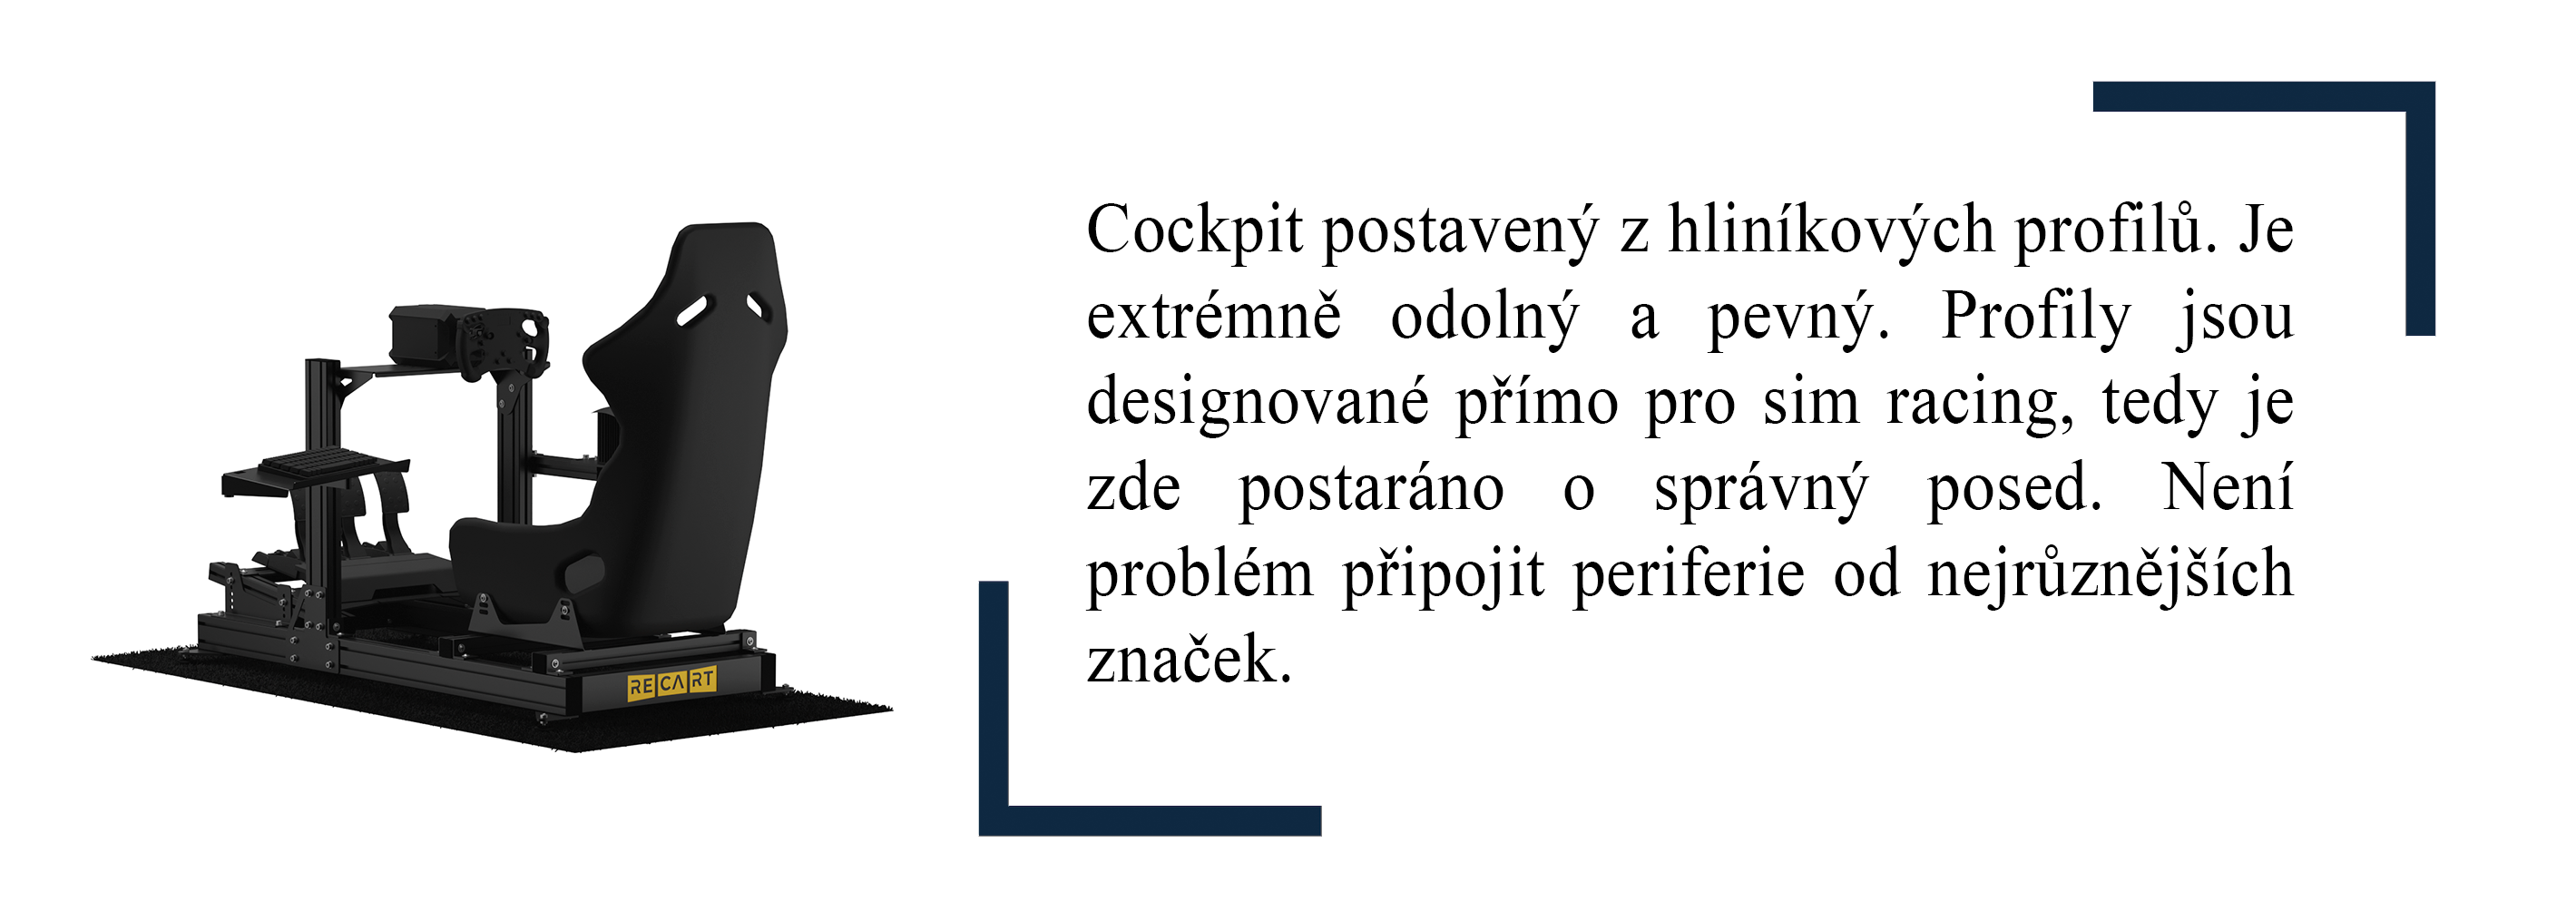 Cockpit postavený z hliníkových profilů. Je
extrémně odolný a pevný. Profily jsou
designované přímo pro sim racing, tedy je
zde postaráno o správný posed. Není
problém připojit periferie od nejrůznějších
značek.
RECART